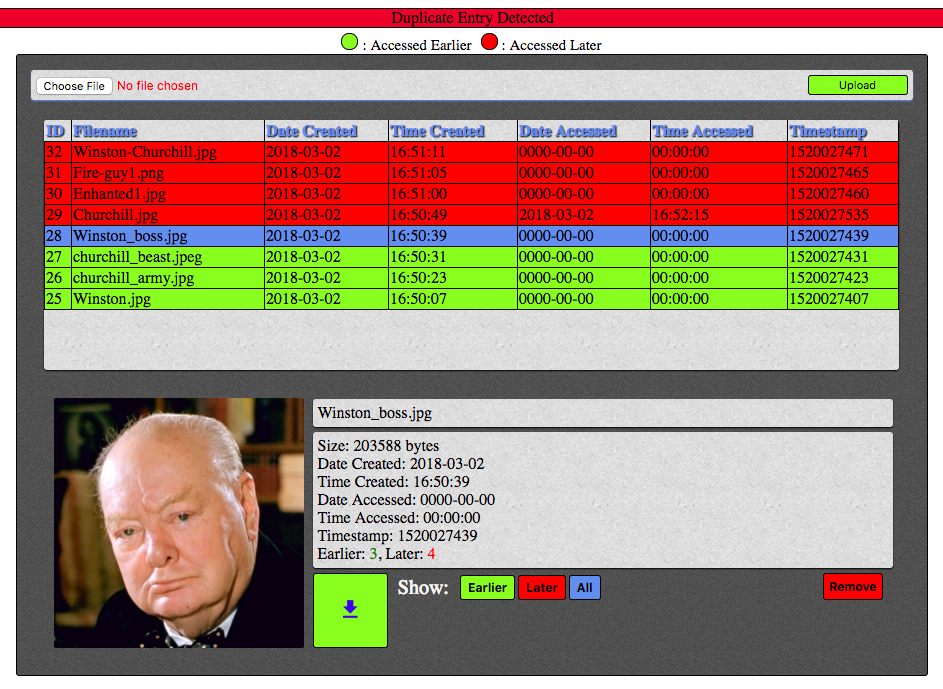 Duplicate Entry Detected
: Accessed Earlier : Accessed Later
Choose File No file chosen Upload
ID Filename Date Created Time Created Date Accessed Time Accessed Timestamp
32 Winston-Churchill.jpg 2018-03-02 16:51:11 0000-00-00 00:00:00 1520027471
31 Fire-guy1.png 2018-03-02 16:51:05 0000-00-00 00:00:00 1520027465
30 Enhanted1.jpg 2018-03-02 16:51:00 0000-00-00 00:00:00 1520027460
29 Churchill.jpg 2018-03-02 16:50:49 2018-03-02 16:52:15 1520027535
28 Winston_boss.jpg 2018-03-02 16:50:39 0000-00-00 00:00:00 1520027439
27 churchill_beast.jpeg 2018-03-02 16:50:31 0000-00-00 00:00:00 1520027431
26 churchill_army.jpg 2018-03-02 16:50:23 0000-00-00 00:00:00 1520027423
25 Winston.jpg 2018-03-02 16:50:07 0000-00-00 00:00:00 1520027407
Winston_boss.jpg
Size: 203588 bytes
Date Created: 2018-03-02
Time Created: 16:50:39
Date Accessed: 0000-00-00
Time Accessed: 00:00:00
Timestamp: 1520027439
Earlier: 3, Later: 4
Show: Earlier Later All Remove